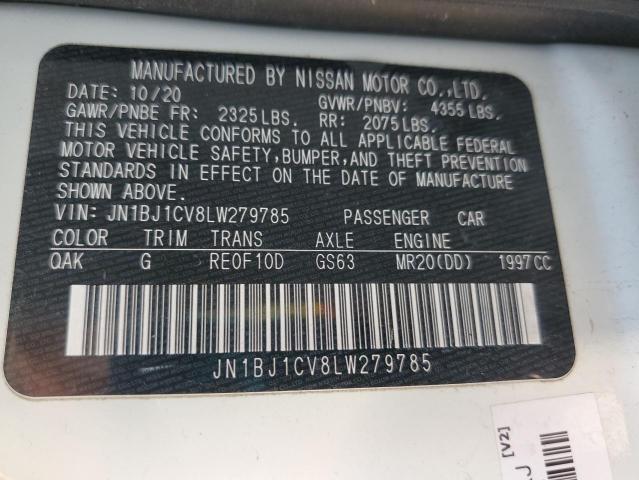 MANUFACTURED BY NISSAN MOTOR CO.,LTD.
DATE: 10/20 GVWR/PNBV: 4355 LBS.
GAWR/PNBE FR: 2325 LBS. RR: 2075 LBS.
THIS VEHICLE CONFORMS TO ALL APPLICABLE FEDERAL
MOTOR VEHICLE SAFETY, BUMPER, AND THEFT PREVENTION
STANDARDS IN EFFECT ON THE DATE OF MANUFACTURE
SHOWN ABOVE.
VIN: JN1BJ1CV8LW279785 PASSENGER CAR
COLOR TRIM TRANS AXLE ENGINE
QAK G RE0F10D GS63 MR20(DD) 1997CC
JN1BJ1CV8LW279785
[V2]